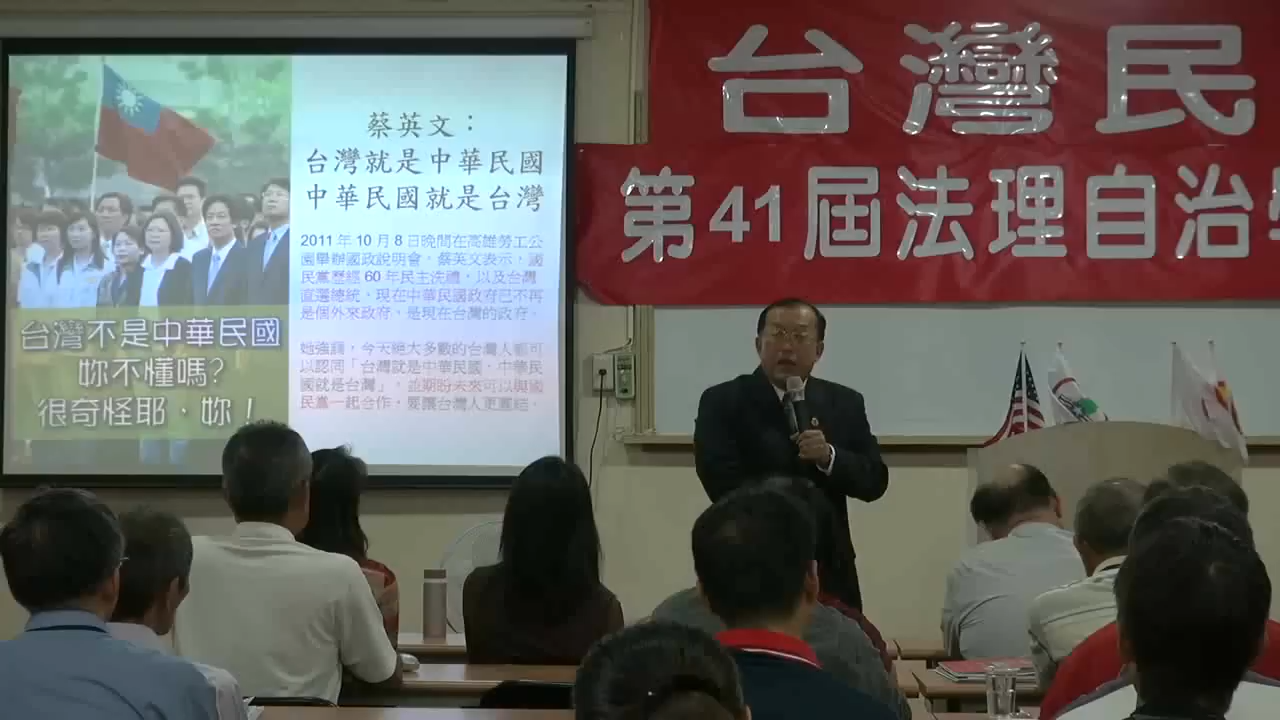 蔡英文：
台灣就是中華民國
中華民國就是台灣
2011 年 10 月 8 日晚間在高雄勞工公
園舉辦國政說明會。蔡英文表示，國
民黨歷經 60 年民主洗禮，以及台灣
直選總統，現在中華民國政府已不再
是個外來政府，是現在台灣的政府。
她強調，今天絕大多數的台灣人都可
以認同「台灣就是中華民國，中華民
國就是台灣」，並期盼未來可以與國
民黨一起合作，要讓台灣人更團結。
台灣不是中華民國
妳不懂嗎？
很奇怪耶，妳！
台灣民
第41屆法理自治學